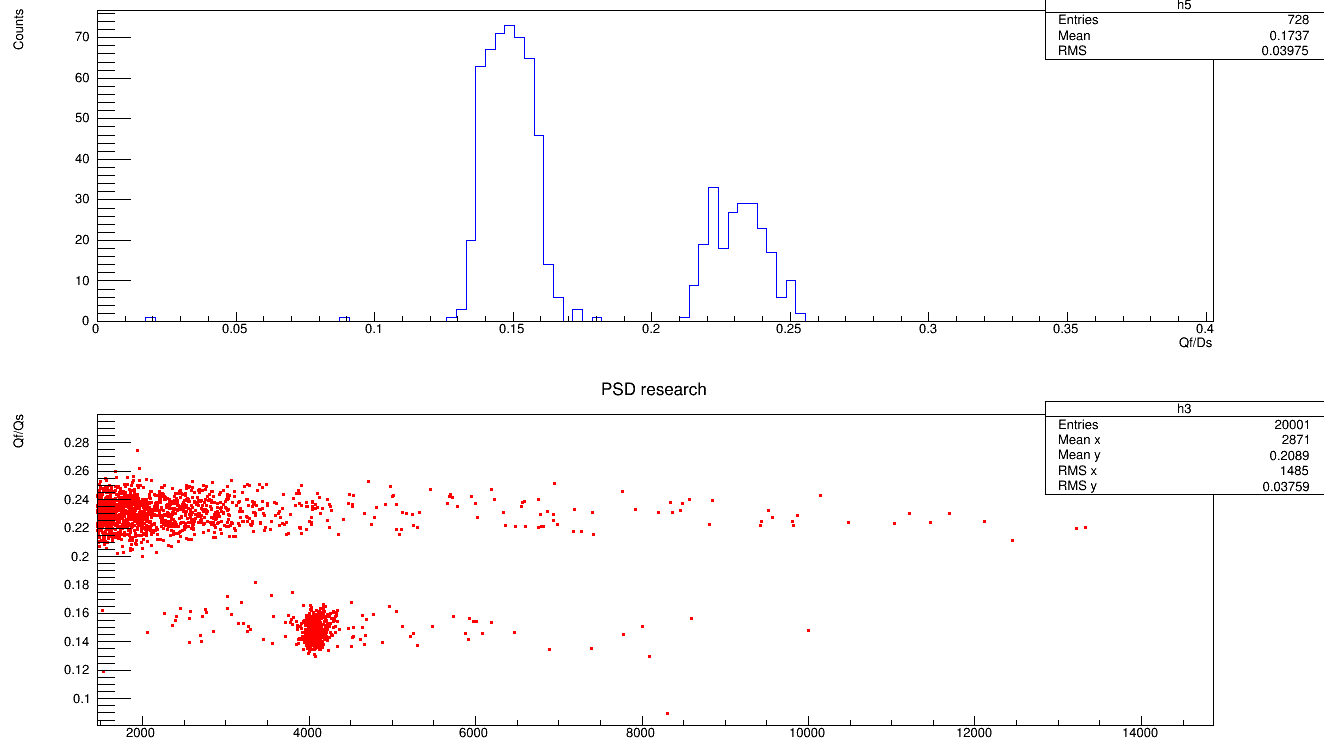 h5
Counts
Entries 728
Mean 0.1737
RMS 0.03975
70
60
50
40
30
20
10
0
0 0.05 0.1 0.15 0.2 0.25 0.3 0.35 0.4
Qf/Ds
PSD research
h3
Qf/Qs
Entries 20001
Mean x 2871
Mean y 0.2089
RMS x 1485
RMS y 0.03759
0.28
0.26
0.24
0.22
0.2
0.18
0.16
0.14
0.12
0.1
2000 4000 6000 8000 10000 12000 14000